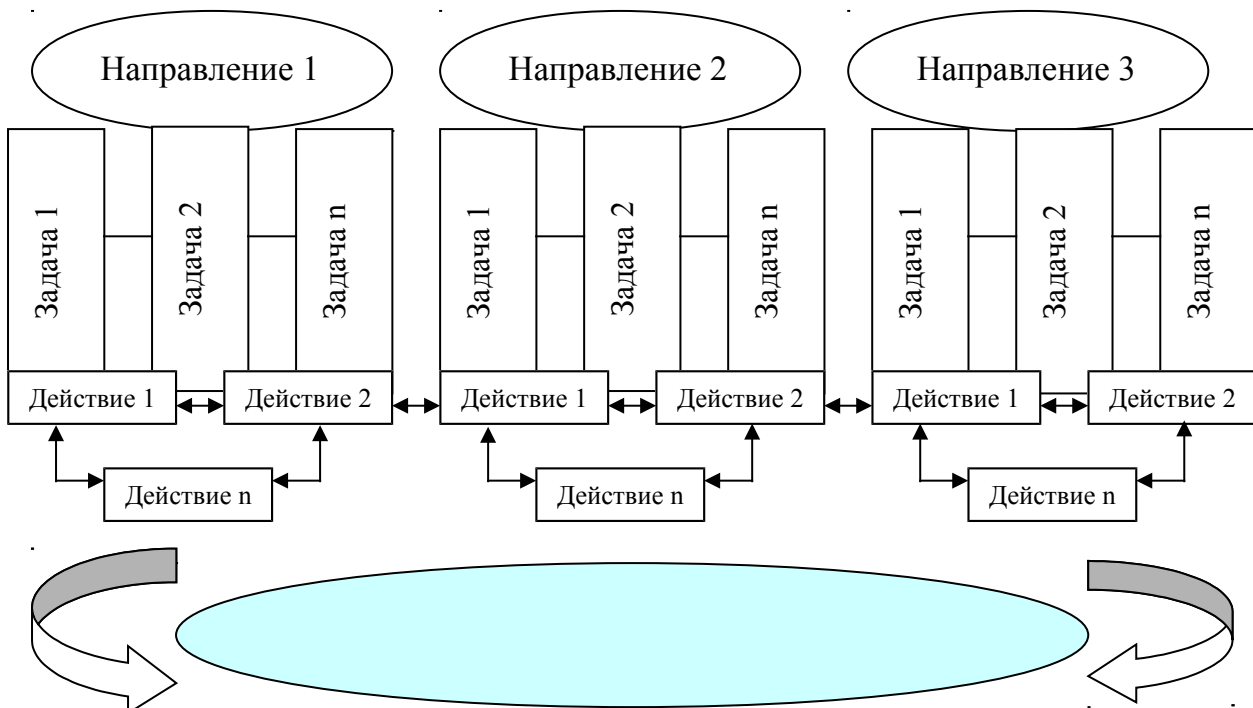 Направление 1
Направление 2
Направление 3
Задача 1
Задача 2
Задача n
Задача 1
Задача 2
Задача n
Задача 1
Задача 2
Задача n
Действие 1
Действие 2
Действие 1
Действие 2
Действие 1
Действие 2
Действие n
Действие n
Действие n